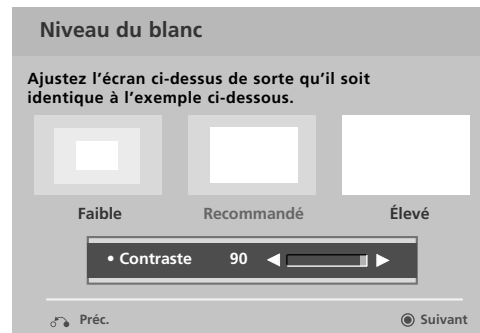 Niveau du blanc
Ajustez l'écran ci-dessus de sorte qu'il soit
identique à l'exemple ci-dessous.
Faible Recommandé Élevé
• Contraste 90
Préc. Suivant